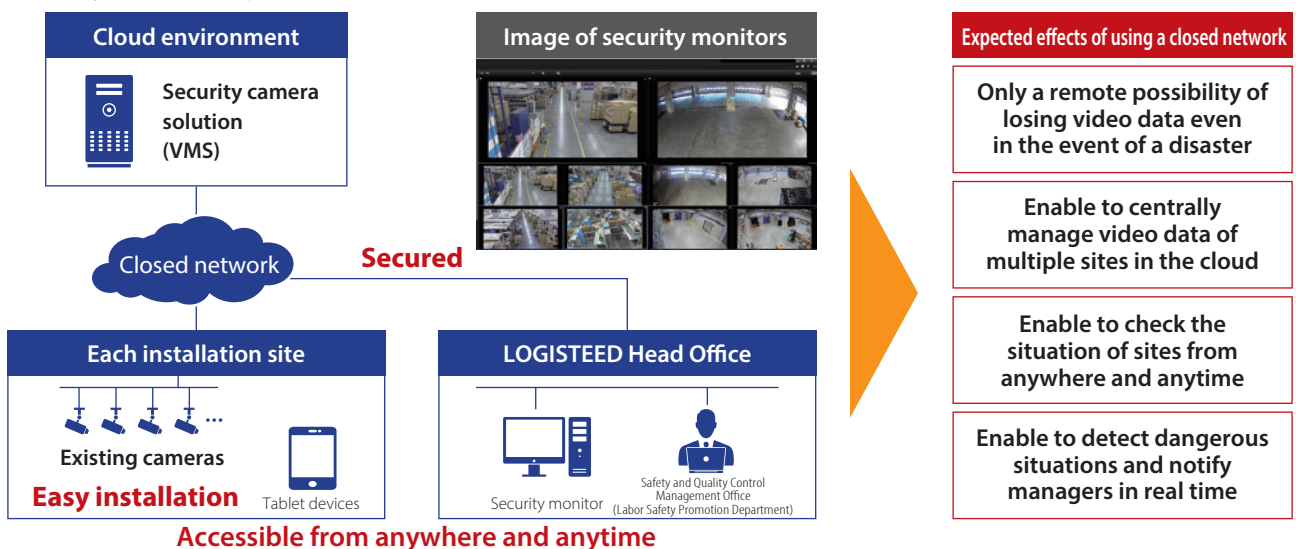 Cloud environment
Security camera
solution
(VMS)
Image of security monitors
Closed network
Secured
Each installation site
Existing cameras
Easy installation
Tablet devices
LOGISTEED Head Office
Security monitor
Safety and Quality Control
Management Office
(Labor Safety Promotion Department)
Accessible from anywhere and anytime
Expected effects of using a closed network
Only a remote possibility of
losing video data even
in the event of a disaster
Enable to centrally
manage video data of
multiple sites in the cloud
Enable to check the
situation of sites from
anywhere and anytime
Enable to detect dangerous
situations and notify
managers in real time